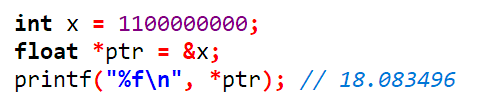 int x = 1100000000;
float *ptr = &x;
printf("%f\n", *ptr); // 18.083496